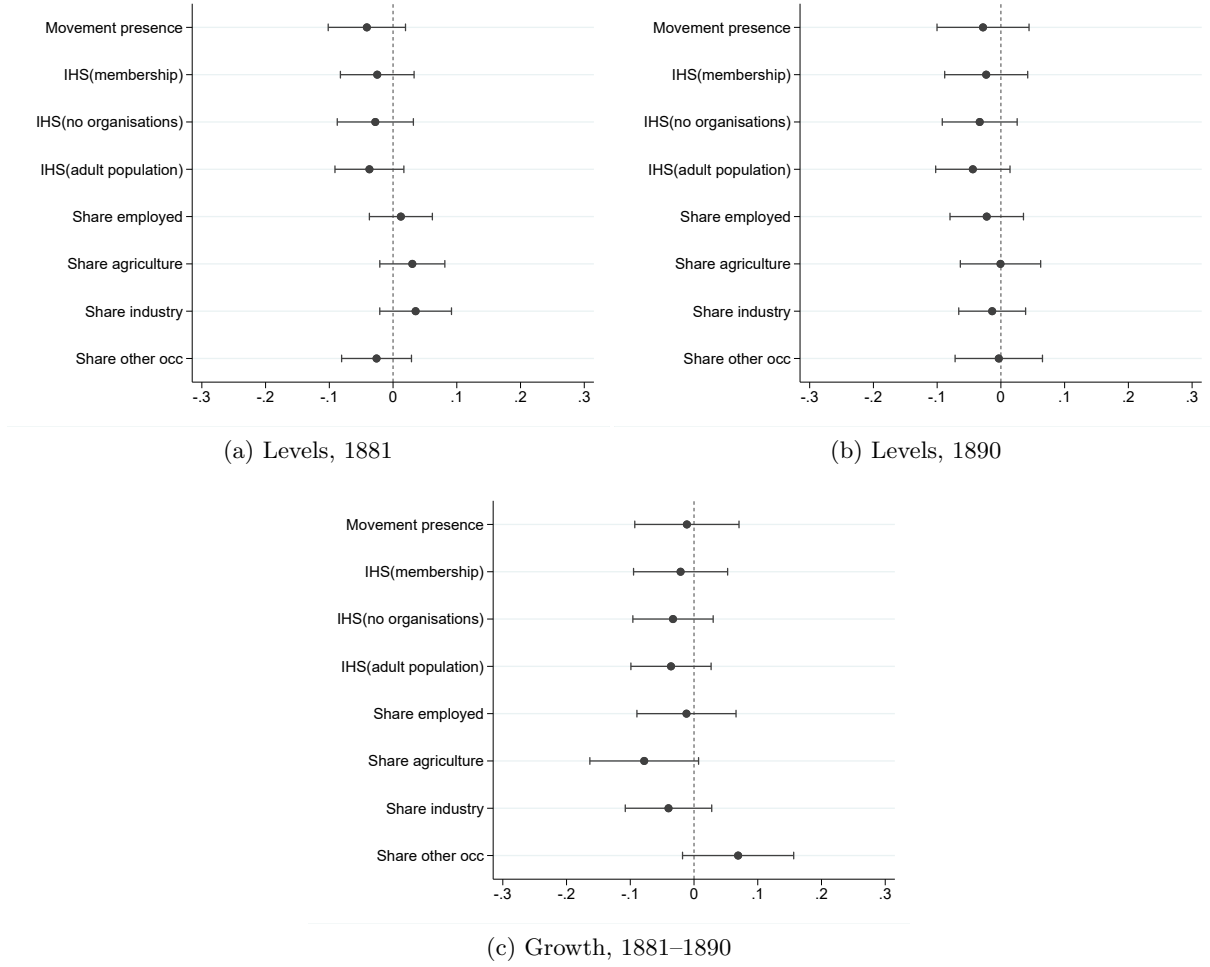 Movement presence
IHS(membership)
IHS(no organisations)
IHS(adult population)
Share employed
Share agriculture
Share industry
Share other occ
-.3 -.2 -.1 0 .1 .2 .3
(a) Levels, 1881
Movement presence
IHS(membership)
IHS(no organisations)
IHS(adult population)
Share employed
Share agriculture
Share industry
Share other occ
-.3 -.2 -.1 0 .1 .2 .3
(b) Levels, 1890
Movement presence
IHS(membership)
IHS(no organisations)
IHS(adult population)
Share employed
Share agriculture
Share industry
Share other occ
-.3 -.2 -.1 0 .1 .2 .3
(c) Growth, 1881–1890